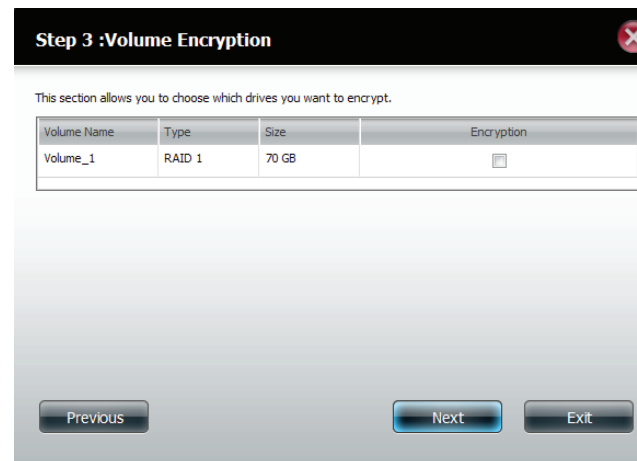 Step 3 :Volume Encryption
This section allows you to choose which drives you want to encrypt.
Volume Name Type Size Encryption
Volume_1 RAID 1 70 GB
Previous Next Exit